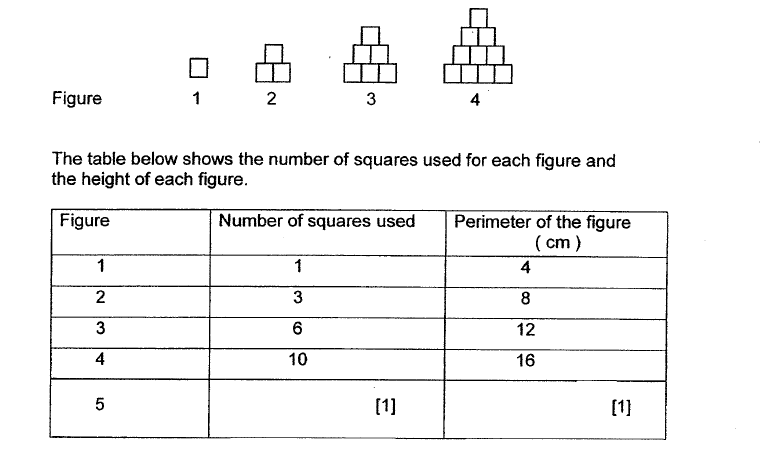 Figure 1 2 3 4
The table below shows the number of squares used for each figure and
the height of each figure.
Figure Number of squares used Perimeter of the figure
( cm )
1 1 4
2 3 8
3 6 12
4 10 16
5 [1] [1]